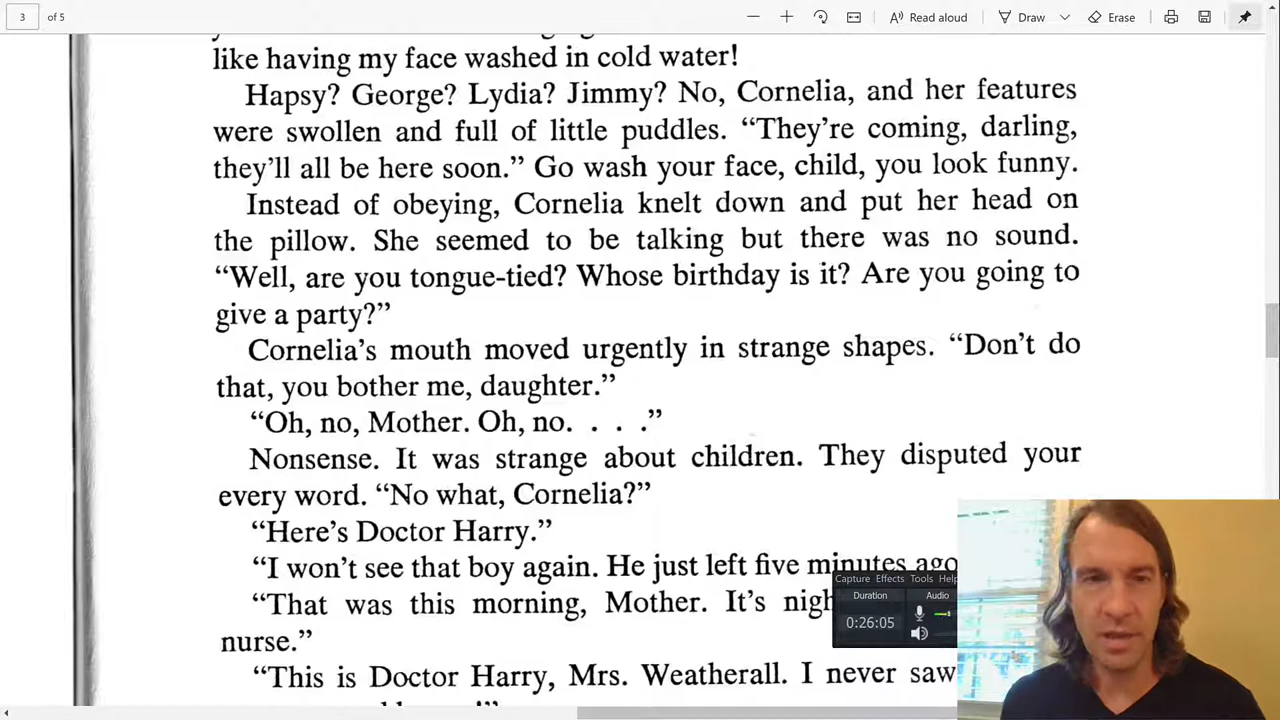 3 of 5
Read aloud
Draw
Erase
like having my face washed in cold water!
Hapsy? George? Lydia? Jimmy? No, Cornelia, and her features
were swollen and full of little puddles. “They’re coming, darling,
they’ll all be here soon.” Go wash your face, child, you look funny.
Instead of obeying, Cornelia knelt down and put her head on
the pillow. She seemed to be talking but there was no sound.
“Well, are you tongue-tied? Whose birthday is it? Are you going to
give a party?”
Cornelia’s mouth moved urgently in strange shapes. “Don’t do
that, you bother me, daughter.”
“Oh, no, Mother. Oh, no. . . .”
Nonsense. It was strange about children. They disputed your
every word. “No what, Cornelia?”
“Here’s Doctor Harry.”
“I won’t see that boy again. He just left five minutes ago
“That was this morning, Mother. It’s
nurse.”
“This is Doctor Harry, Mrs. Weatherall. I never saw
Capture Effects Tools
Duration Audio
0:26:05